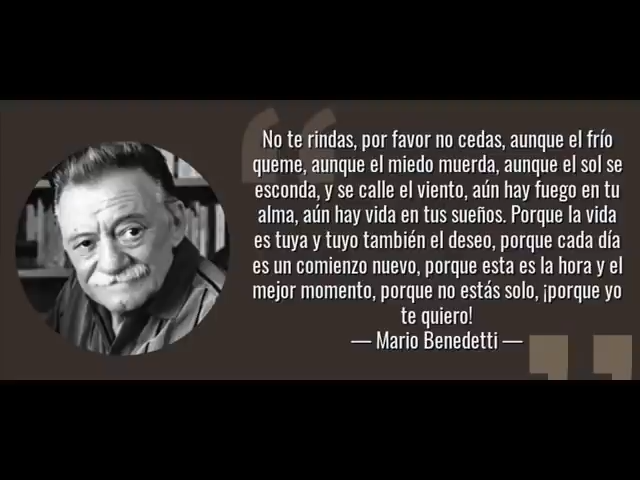 No te rindas, por favor no cedas, aunque el frío
queme, aunque el miedo muerda, aunque el sol se
esconda, y se calle el viento, aún hay fuego en tu
alma, aún hay vida en tus sueños. Porque la vida
es tuya y tuyo también el deseo, porque cada día
es un comienzo nuevo, porque esta es la hora y el
mejor momento, porque no estás solo, ¡porque yo
te quiero!
— Mario Benedetti —